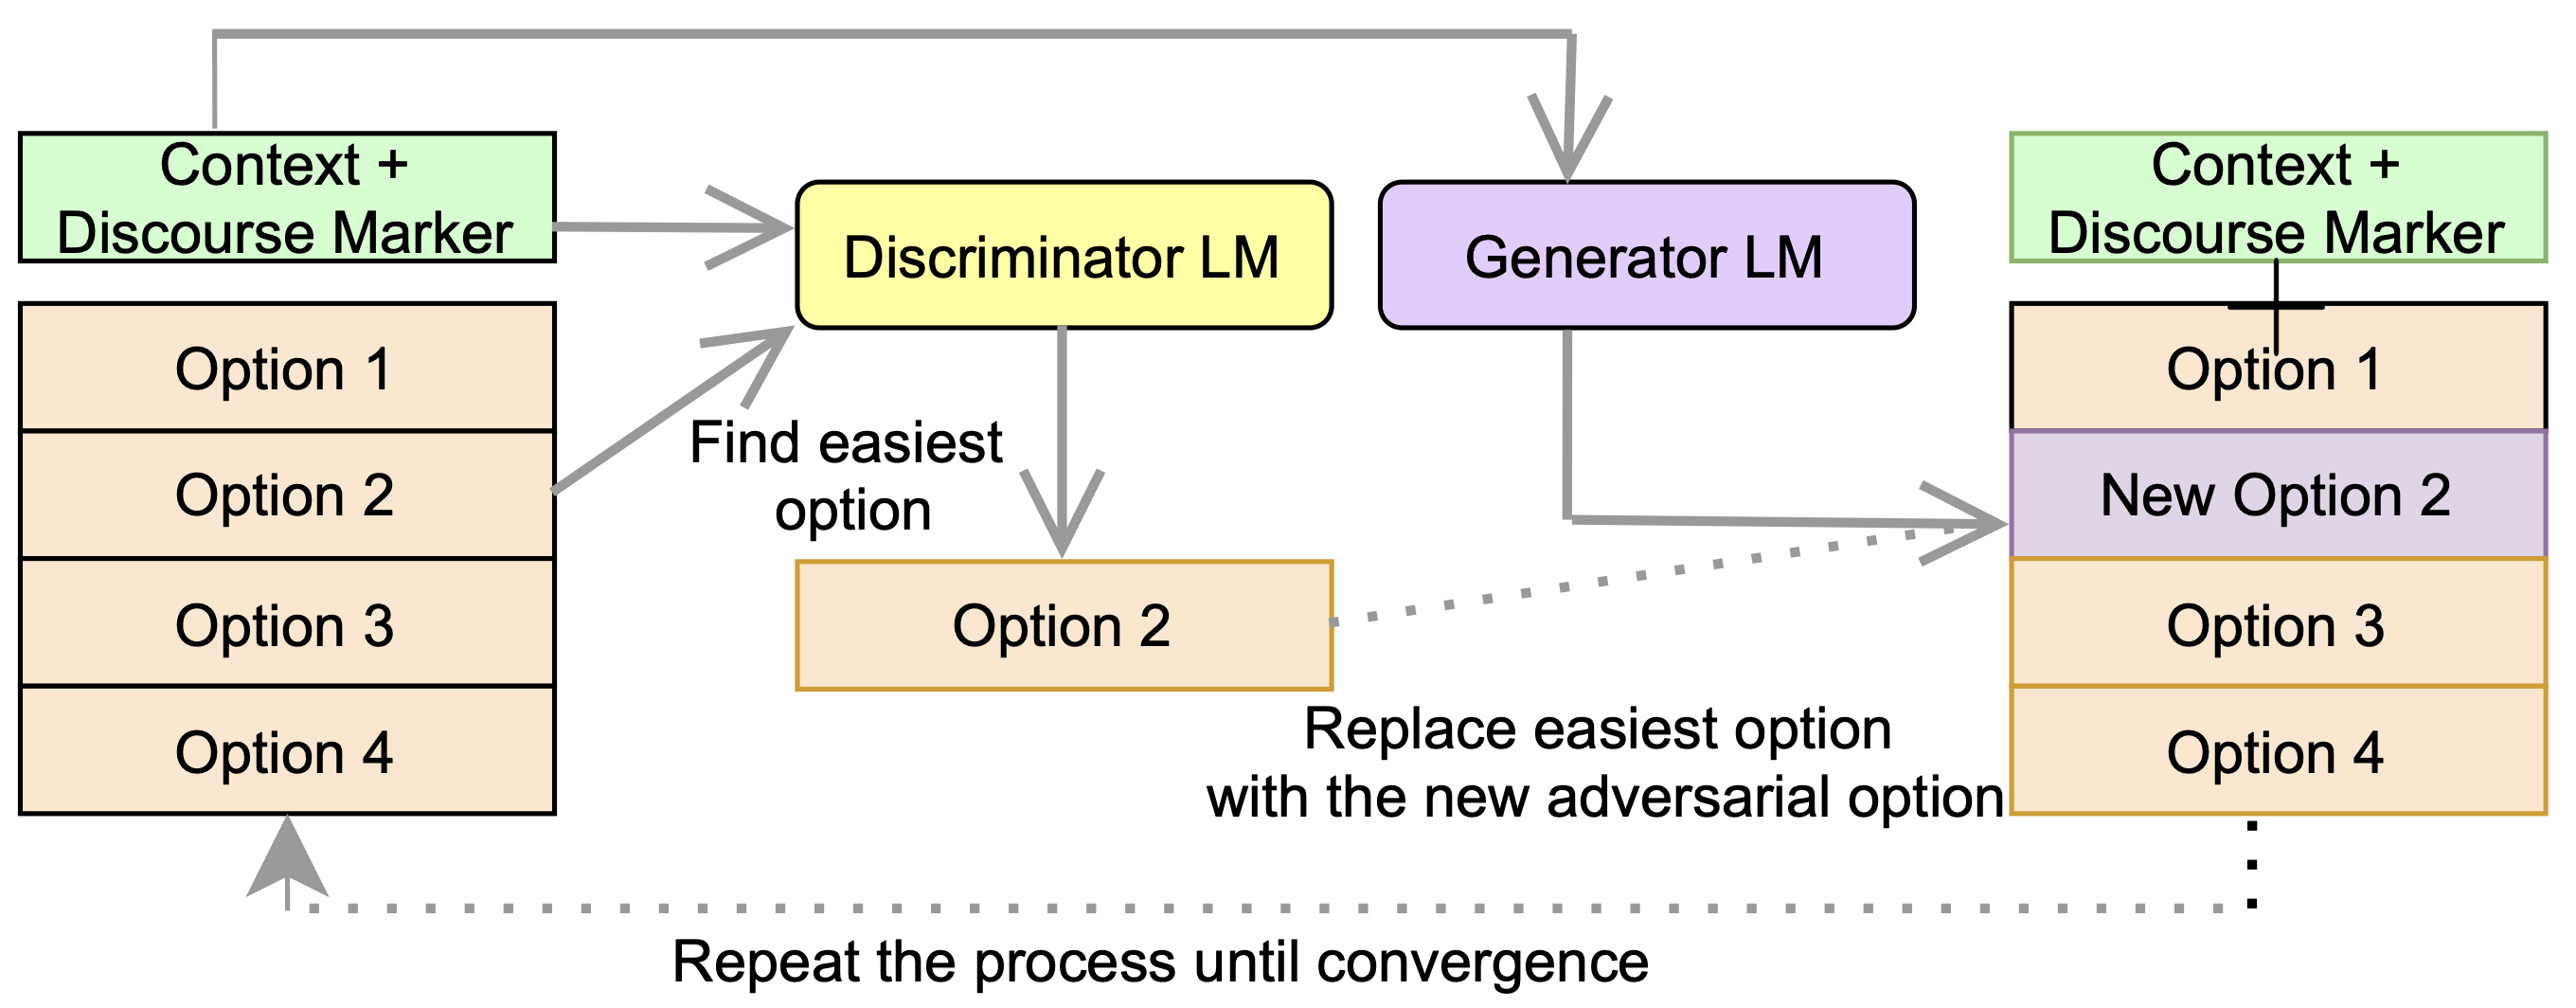 Context +
Discourse Marker
Option 1
Option 2
Option 3
Option 4
Discriminator LM
Find easiest
option
Option 2
Generator LM
Replace easiest option
with the new adversarial option
Context +
Discourse Marker
Option 1
New Option 2
Option 3
Option 4
Repeat the process until convergence